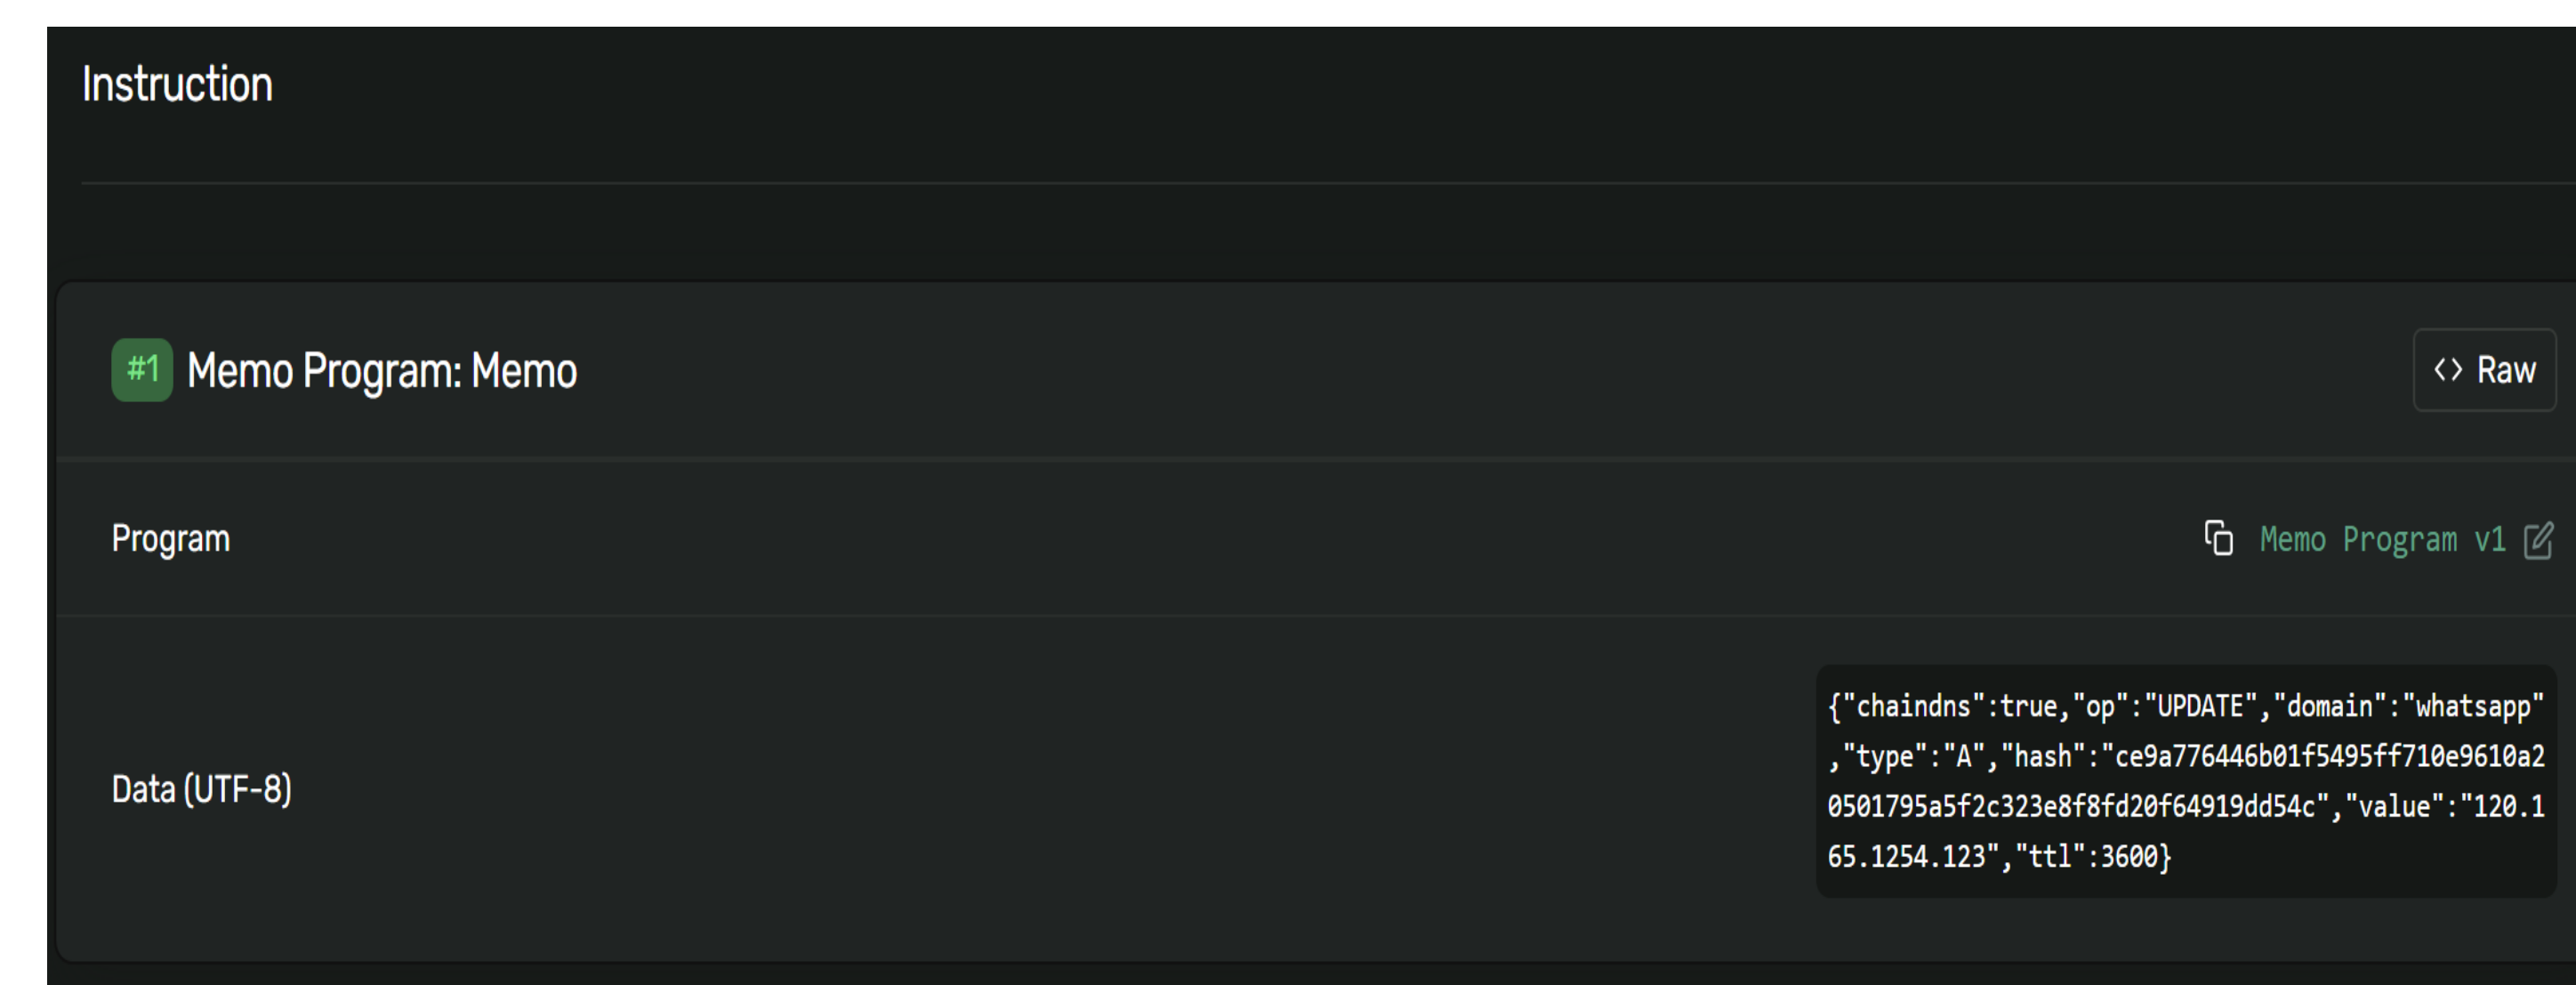 Instruction
#1 Memo Program: Memo
<> Raw
Program
Memo Program v1
Data (UTF-8)
{"chaindns":true,"op":"UPDATE","domain":"whatsapp"
,"type":"A","hash":"ce9a776446b01f5495ff710e9610a2
0501795a5f2c323e8f8fd20f64919dd54c","value":"120.1
65.1254.123","ttl":3600}